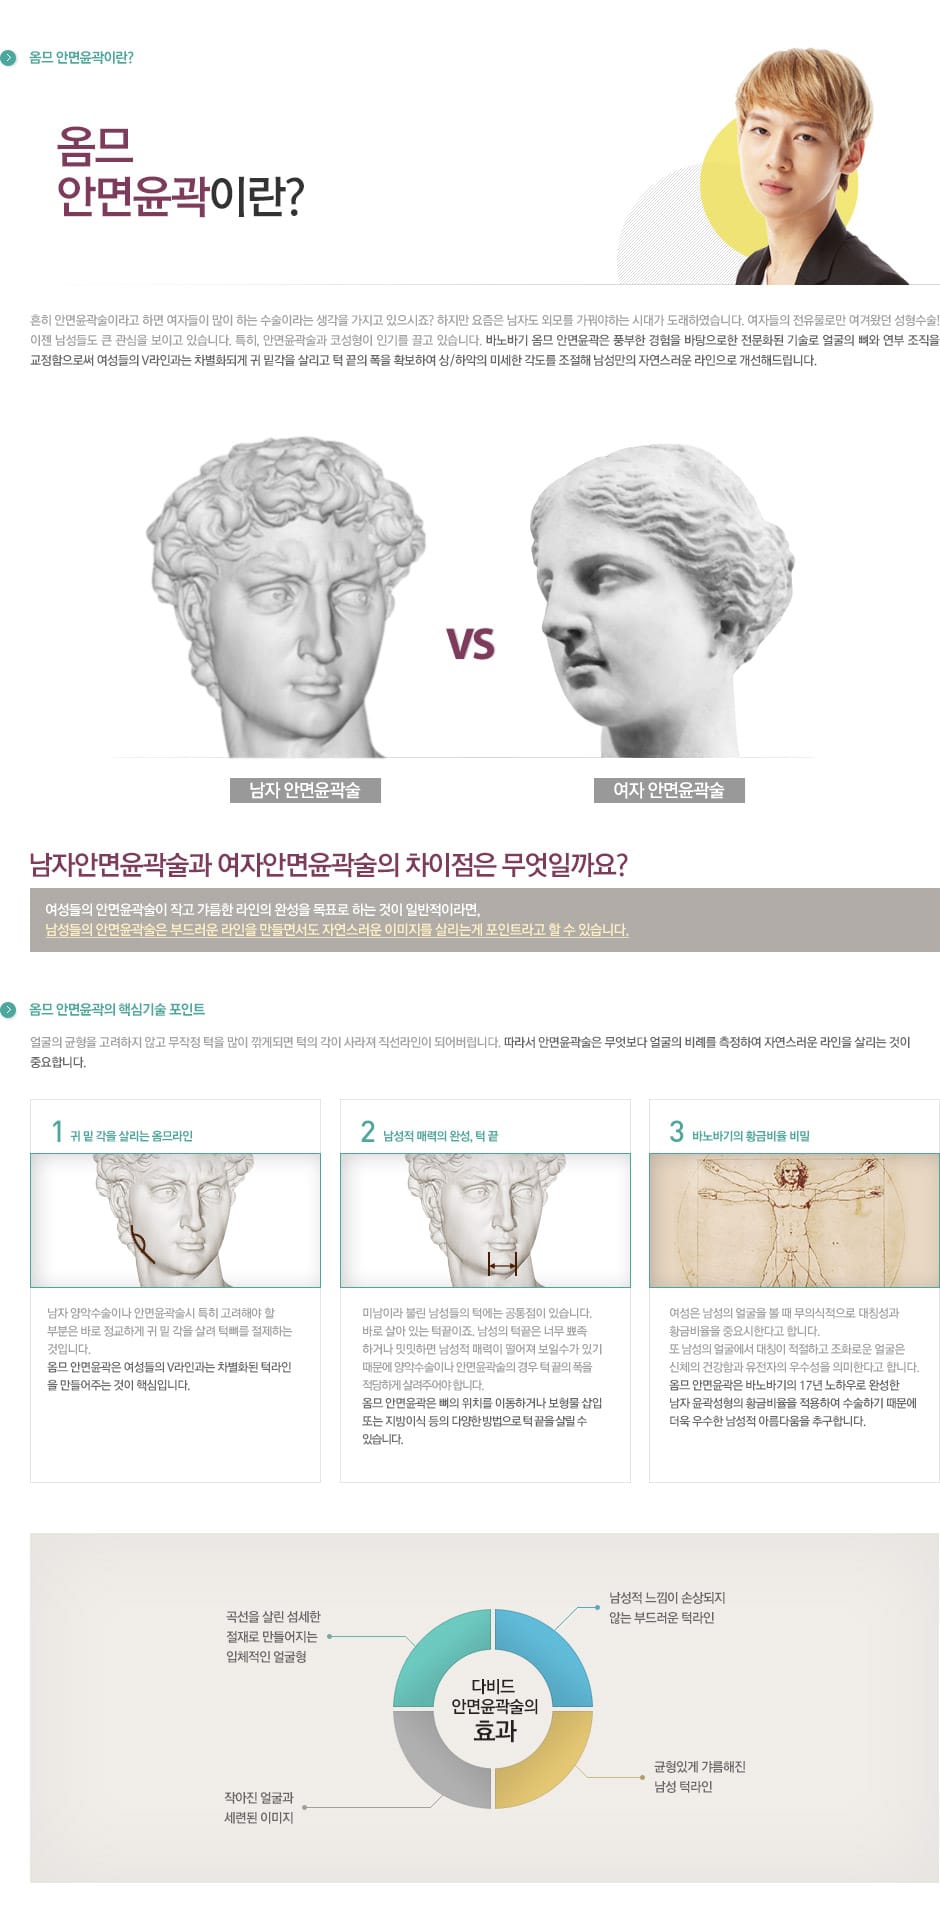 옴므 안면윤곽이란?
옴므
안면윤곽이란?
흔히 안면윤곽술이라고 하면 여자들이 많이 하는 수술이라는 생각을 가지고 있으시죠? 하지만 요즘은 남자도 외모를 가꿔야하는 시대가 도래하였습니다. 여자들의 전유물로만 여겨왔던 성형수술!
이젠 남성들도 큰 관심을 보이고 있습니다. 특히, 안면윤곽술과 코성형이 인기를 끌고 있습니다. 바노바기 옴므 안면윤곽은 풍부한 경험을 바탕으로한 전문화된 기술로 얼굴의 뼈와 연부 조직을
교정함으로써 여성들의 V라인과는 차별화되게 귀 밑각을 살리고 턱 끝의 폭을 확보하여 상/하악의 미세한 각도를 조절해 남성만의 자연스러운 라인으로 개선해드립니다.
VS
남자 안면윤곽술
여자 안면윤곽술
남자안면윤곽술과 여자안면윤곽술의 차이점은 무엇일까요?
여성들의 안면윤곽술이 작고 갸름한 라인의 완성을 목표로 하는 것이 일반적이라면,
남성들의 안면윤곽술은 부드러운 라인을 만들면서도 자연스러운 이미지를 살리는게 포인트라고 할 수 있습니다.
옴므 안면윤곽의 핵심기술 포인트
얼굴의 균형을 고려하지 않고 무작정 턱을 많이 깎게되면 턱의 각이 사라져 직선라인이 되어버립니다. 따라서 안면윤곽술은 무엇보다 얼굴의 비례를 측정하여 자연스러운 라인을 살리는 것이
중요합니다.
1 귀 밑 각을 살리는 옴므라인
남자 양악수술이나 안면윤곽술시 특히 고려해야 할
부분은 바로 정교하게 귀 밑 각을 살려 턱뼈를 절제하는
것입니다.
옴므 안면윤곽은 여성들의 V라인과는 차별화된 턱라인
을 만들어주는 것이 핵심입니다.
2 남성적 매력의 완성, 턱 끝
미남이라 불린 남성들의 턱에는 공통점이 있습니다.
바로 살아 있는 턱끝이죠. 남성의 턱끝은 너무 뾰족
하거나 밋밋하면 남성적 매력이 떨어져 보일수가 있기
때문에 양악수술이나 안면윤곽술의 경우 턱 끝의 폭을
적당하게 살려주어야 합니다.
옴므 안면윤곽은 뼈의 위치를 이동하거나 보형물 삽입
또는 지방이식 등의 다양한 방법으로 턱 끝을 살릴 수
있습니다.
3 바노바기의 황금비율 비밀
여성은 남성의 얼굴을 볼 때 무의식적으로 대칭성과
황금비율을 중요시한다고 합니다.
또 남성의 얼굴에서 대칭이 적절하고 조화로운 얼굴은
신체의 건강함과 유전자의 우수성을 의미한다고 합니다.
옴므 안면윤곽은 바노바기의 17년 노하우로 완성한
남자 윤곽성형의 황금비율을 적용하여 수술하기 때문에
더욱 우수한 남성적 아름다움을 추구합니다.
곡선을 살린 섬세한
절재로 만들어지는
입체적인 얼굴형
남성적 느낌이 손상되지
않는 부드러운 턱라인
다비드
안면윤곽술의
효과
균형있게 갸름해진
남성 턱라인
작아진 얼굴과
세련된 이미지